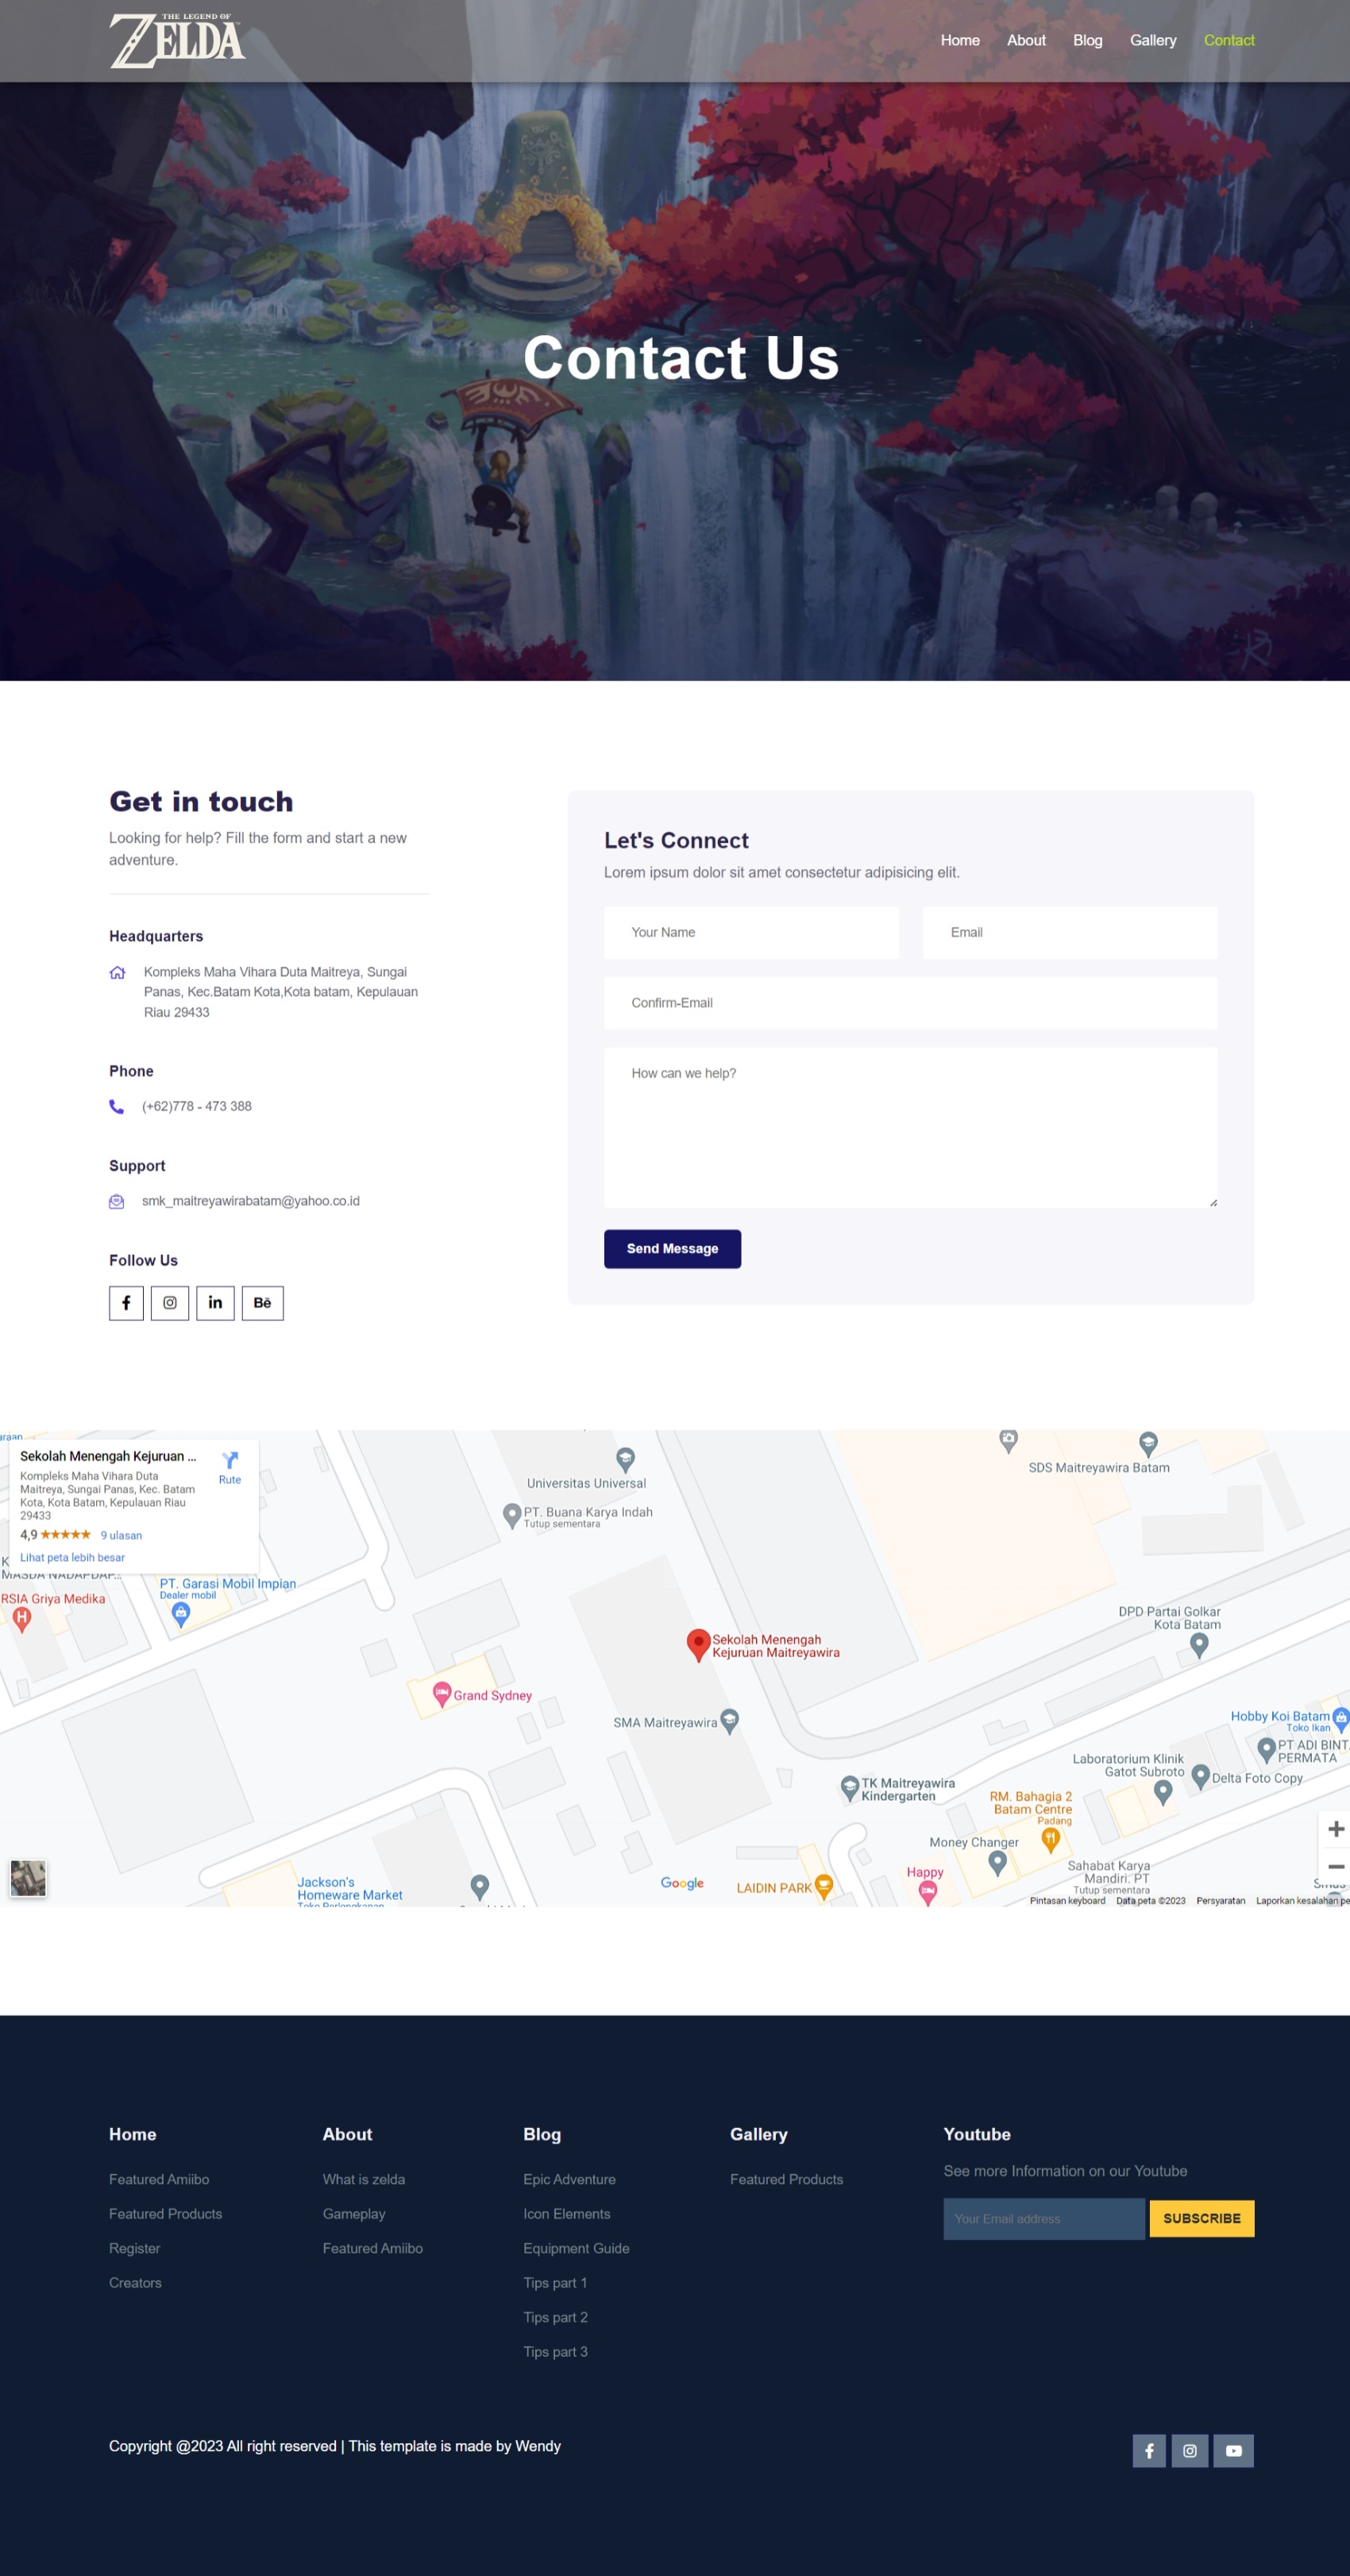 THE LEGEND OF
ZELDA
Home About Blog Gallery Contact
Contact Us
Get in touch
Looking for help? Fill the form and start a new
adventure.
Headquarters
Kompleks Maha Vihara Duta Maitreya, Sungai
Panas, Kec.Batam Kota,Kota batam, Kepulauan
Riau 29433
Phone
(+62)778 - 473 388
Support
smk_maitreyawirabatam@yahoo.co.id
Follow Us
in
Bē
Let's Connect
Lorem ipsum dolor sit amet consectetur adipisicing elit.
Your Name
Email
Confirm-Email
How can we help?
Send Message
Sekolah Menengah Kejuruan ...
Kompleks Maha Vihara Duta
Maitreya, Sungai Panas, Kec. Batam
Kota, Kota Batam, Kepulauan Riau
29433
4,9 ★★★★★ 9 ulasan
Lihat peta lebih besar
Rute
Universitas Universal
PT. Buana Karya Indah
Tutup sementara
SDS Maitreyawira Batam
PT. Garasi Mobil Impian
Dealer mobil
RSIA Griya Medika
DPD Partai Golkar
Kota Batam
Sekolah Menengah
Kejuruan Maitreyawira
Grand Sydney
SMA Maitreyawira
Hobby Koi Batam
Toko Ikan
PT ADI BINT
PERMATA
Laboratorium Klinik
Gatot Subroto
Delta Foto Copy
TK Maitreyawira
Kindergarten
RM. Bahagia 2
Batam Centre
Padang
Money Changer
Sahabat Karya
Mandiri. PT
Tutup sementara
Happy
LAIDIN PARK
Google
Jackson's
Homeware Market
Pintasan keyboard Data peta ©2023 Persyaratan Laporkan kesalahan pe
Home
Featured Amiibo
Featured Products
Register
Creators
About
What is zelda
Gameplay
Featured Amiibo
Blog
Epic Adventure
Icon Elements
Equipment Guide
Tips part 1
Tips part 2
Tips part 3
Gallery
Featured Products
Youtube
See more Information on our Youtube
Your Email address
SUBSCRIBE
Copyright @2023 All right reserved | This template is made by Wendy